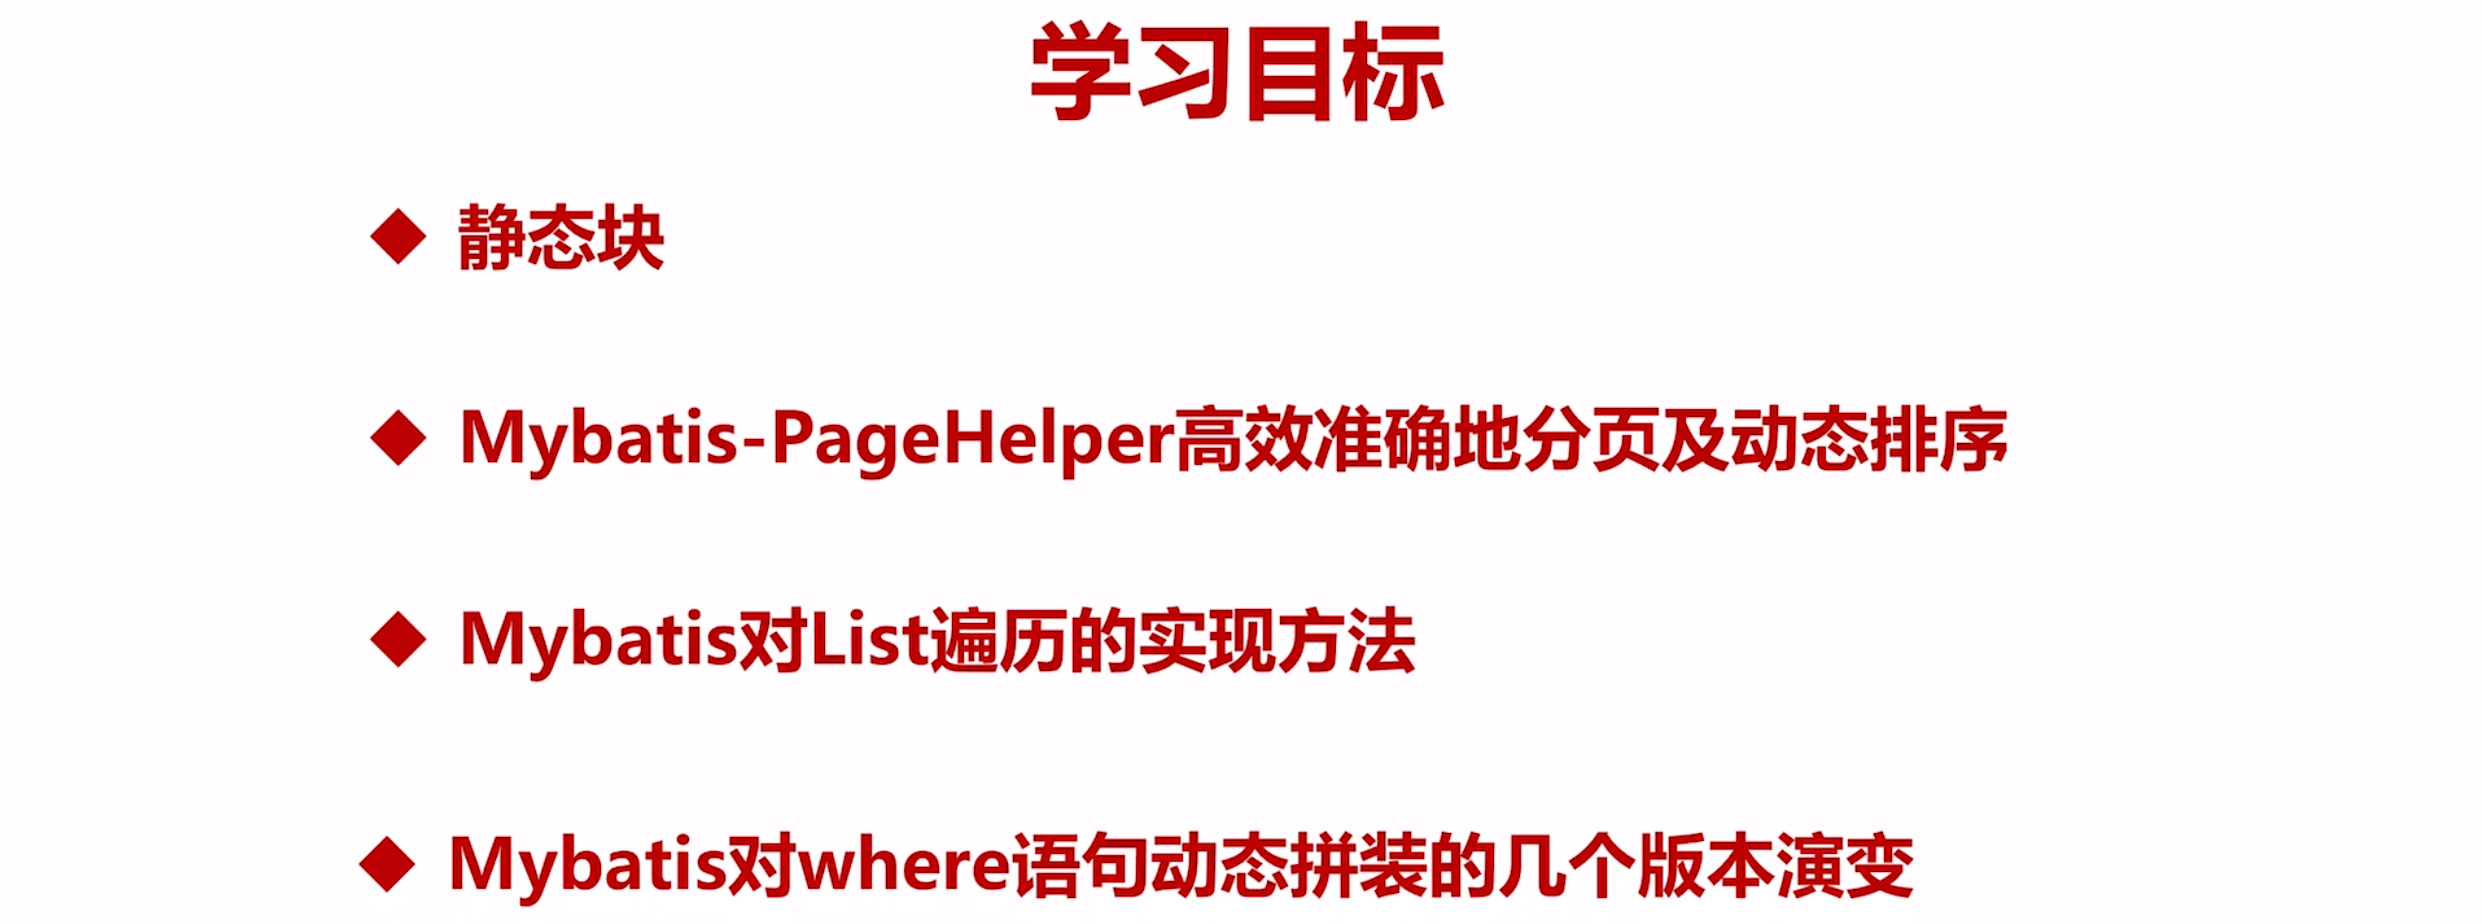 学习目标
◆ 静态块
◆ Mybatis-PageHelper高效准确地分页及动态排序
◆ Mybatis对List遍历的实现方法
◆ Mybatis对where语句动态拼装的几个版本演变